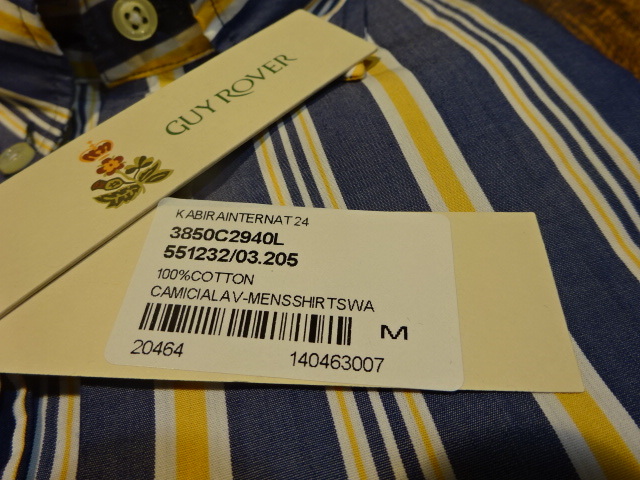 GUY ROVER
KABIRAINTERNAT 24
3850C2940L
551232/03.205
100%COTTON
CAMICIALAV-MENSSHIRTSWA
M
20464 140463007